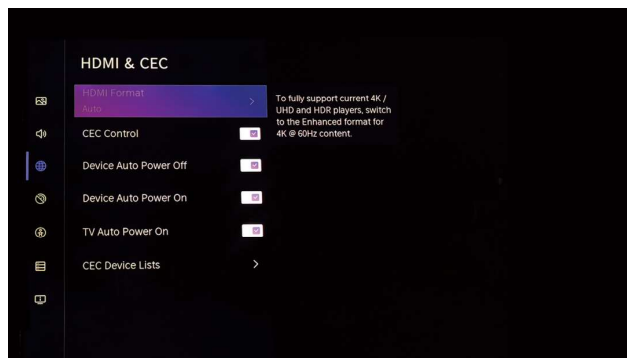 HDMI & CEC
HDMI Format
Auto
To fully support current 4K /
UHD and HDR players, switch
to the Enhanced format for
4K @ 60Hz content.
CEC Control
Device Auto Power Off
Device Auto Power On
TV Auto Power On
CEC Device Lists